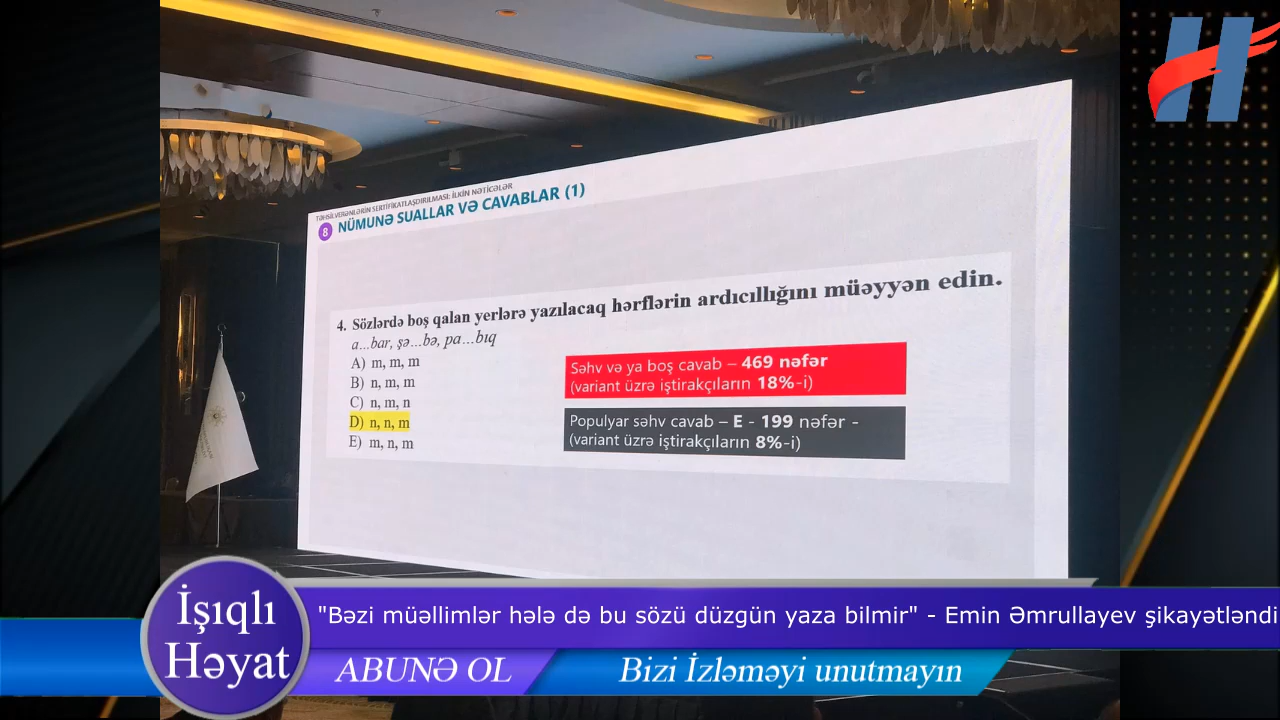 TƏHSİLVERƏNLƏRİN SERTİFİKATLAŞDIRILMASI: İLKİN NƏTİCƏLƏR
8 NÜMUNƏ SUALLAR VƏ CAVABLAR (1)
4. Sözlərdə boş qalan yerlərə yazılacaq hərflərin ardıcıllığını müəyyən edin.
a...bar, şə...bə, pa...bıq
A) m, m, m
B) n, m, m
C) n, m, n
D) n, n, m
E) m, n, m
Səhv və ya boş cavab – 469 nəfər
(variant üzrə iştirakçıların 18%-i)
Populyar səhv cavab – E - 199 nəfər -
(variant üzrə iştirakçıların 8%-i)
H
İşıqlı
Həyat
"Bəzi müəllimlər hələ də bu sözü düzgün yaza bilmir" - Emin Əmrullayev şikayətləndi
ABUNƏ OL
Bizi İzləməyi unutmayın